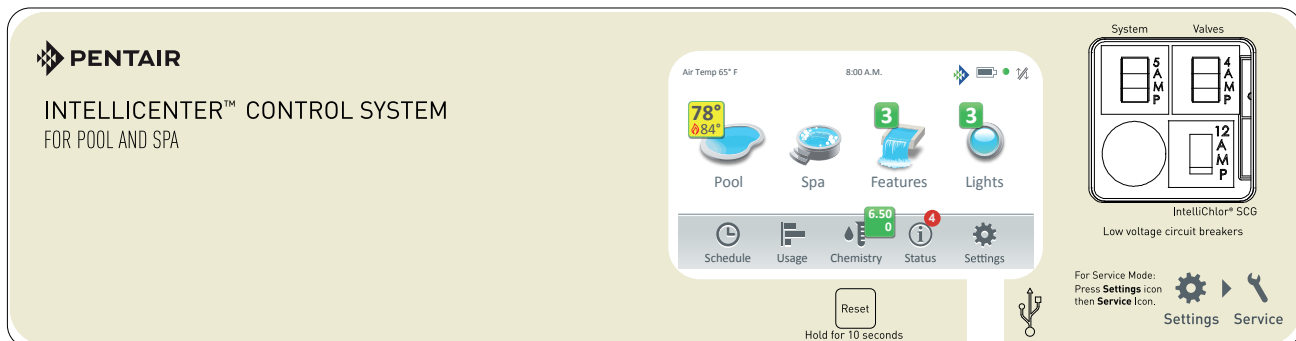 PENTAIR
INTELLICENTER™ CONTROL SYSTEM
FOR POOL AND SPA
Air Temp 65° F
8:00 A.M.
78°
84°
3
3
Pool
Spa
Features
Lights
6.50
0
4
Schedule
Usage
Chemistry
Status
Settings
Reset
Hold for 10 seconds
System
Valves
5 AMP
4 AMP
12 AMP
IntelliChlor® SCG
Low voltage circuit breakers
For Service Mode:
Press Settings icon
then Service Icon.
Settings
Service